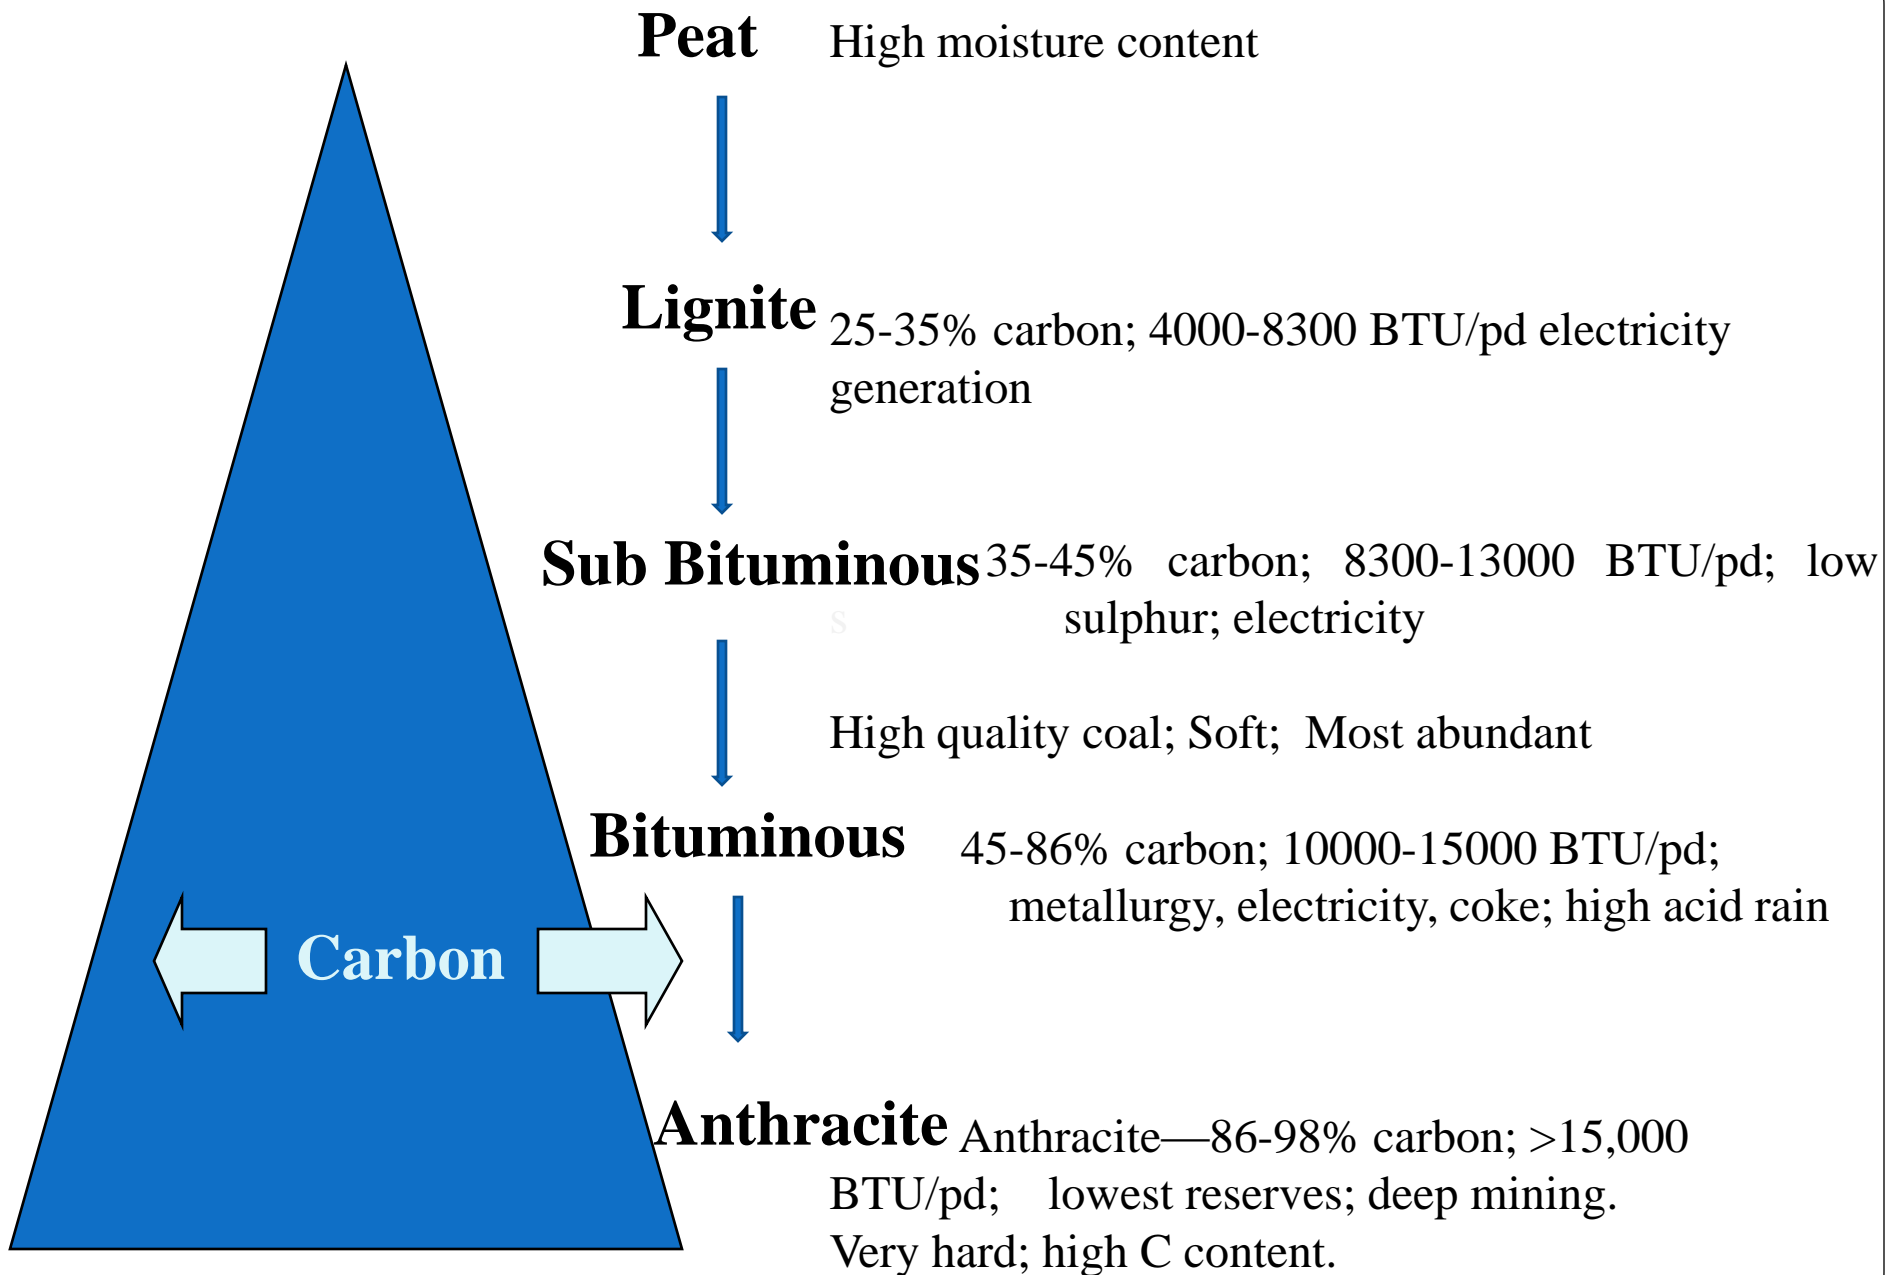 Peat High moisture content
Lignite 25-35% carbon; 4000-8300 BTU/pd electricity
generation
Sub Bituminous 35-45% carbon; 8300-13000 BTU/pd; low
s sulphur; electricity
High quality coal; Soft; Most abundant
Bituminous 45-86% carbon; 10000-15000 BTU/pd;
metallurgy, electricity, coke; high acid rain
Carbon
Anthracite Anthracite—86-98% carbon; >15,000
BTU/pd; lowest reserves; deep mining.
Very hard; high C content.